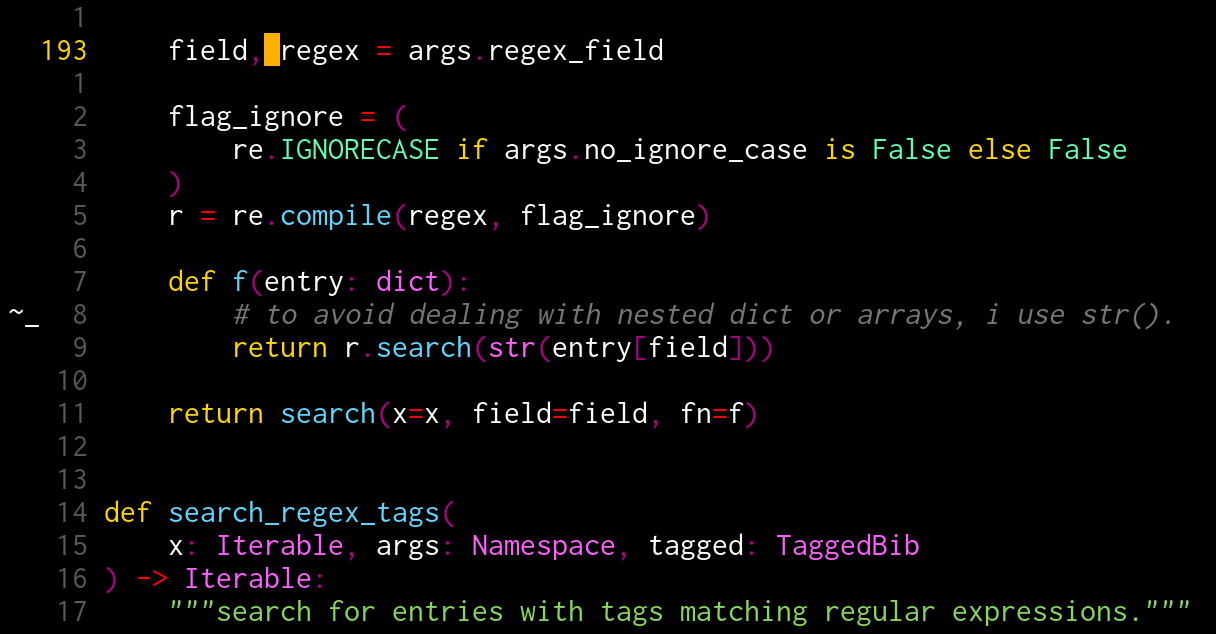 1
193 field, regex = args.regex_field
1
2 flag_ignore = (
3 re.IGNORECASE if args.no_ignore_case is False else False
4 )
5 r = re.compile(regex, flag_ignore)
6
7 def f(entry: dict):
~_ 8 # to avoid dealing with nested dict or arrays, i use str().
9 return r.search(str(entry[field]))
10
11 return search(x=x, field=field, fn=f)
12
13
14 def search_regex_tags(
15 x: Iterable, args: Namespace, tagged: TaggedBib
16 ) -> Iterable:
17 """search for entries with tags matching regular expressions."""